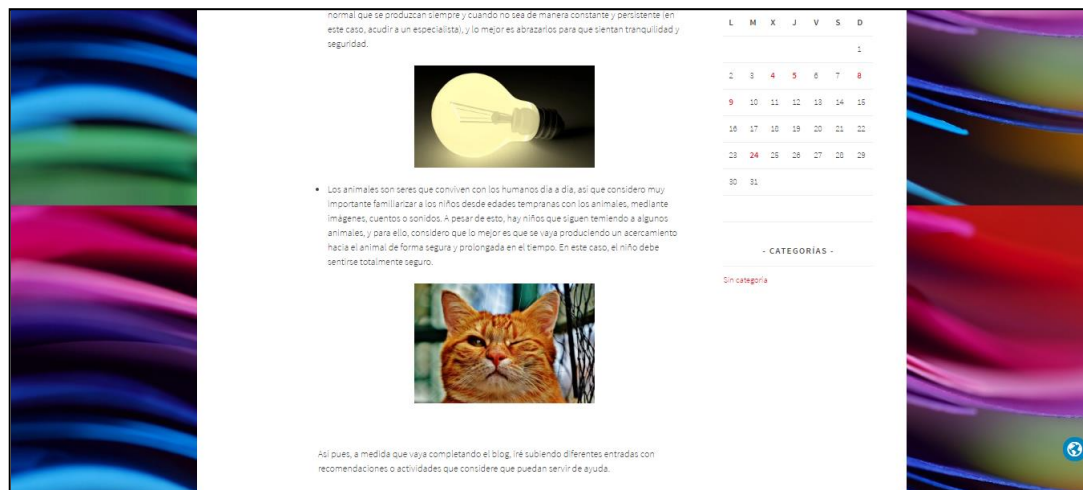 normal que se produzcan siempre y cuando no sea de manera constante y persistente (en
este caso, acudir a un especialista), y lo mejor es abrazarlos para que sientan tranquilidad y
seguridad.
Los animales son seres que conviven con los humanos día a día, así que considero muy
importante familiarizar a los niños desde edades tempranas con los animales, mediante
imágenes, cuentos o sonidos. A pesar de esto, hay niños que siguen temiendo a algunos
animales, y para ello, considero que lo mejor es que se vaya produciendo un acercamiento
hacia el animal de forma segura y prolongada en el tiempo. En este caso, el niño debe
sentirse totalmente seguro.
Así pues, a medida que vaya completando el blog, iré subiendo diferentes entradas con
recomendaciones o actividades que considere que puedan servir de ayuda.
L M X J V S D
1
2 3 4 5 6 7 8
9 10 11 12 13 14 15
16 17 18 19 20 21 22
23 24 25 26 27 28 29
30 31
- CATEGORÍAS -
Sin categoría